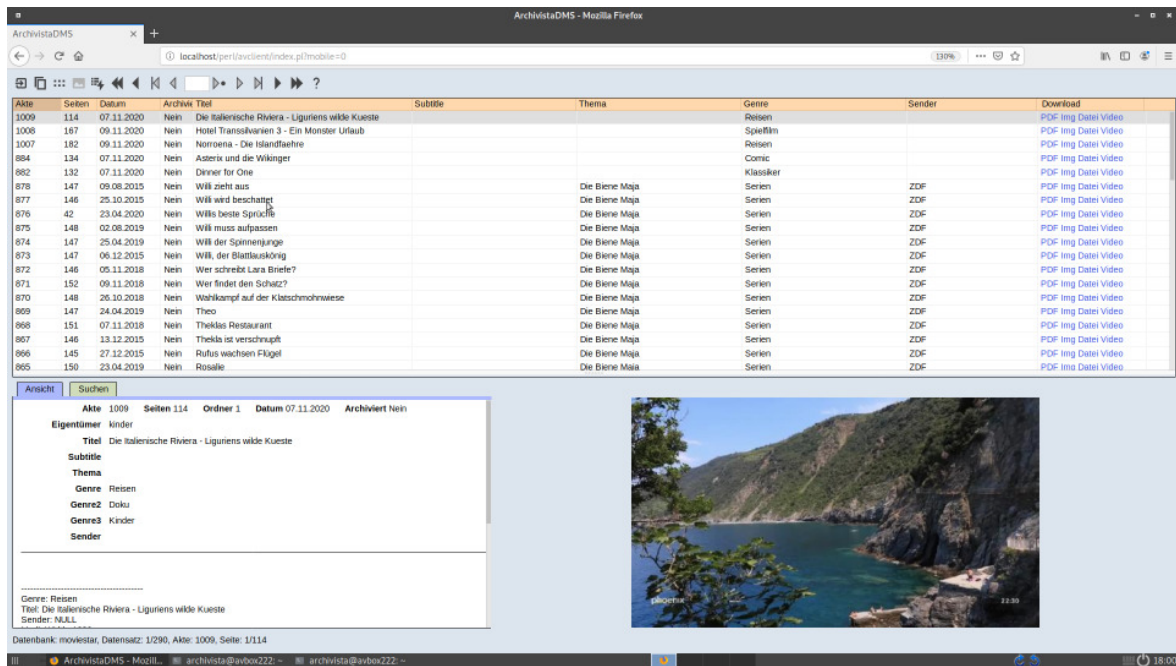 ArchivistaDMS - Mozilla Firefox
ArchivistaDMS × +
localhost/perl/avclient/index.pl?mobile=0 130%
Akte Seiten Datum Archivie Titel Subtitle Thema Genre Sender Download
1009 114 07.11.2020 Nein Die Italienische Riviera - Liguriens wilde Kueste Reisen PDF Img Datei Video
1008 167 09.11.2020 Nein Hotel Transsilvanien 3 - Ein Monster Urlaub Spielfilm PDF Img Datei Video
1007 182 09.11.2020 Nein Norroena - Die Islandfaehre Reisen PDF Img Datei Video
884 134 07.11.2020 Nein Asterix und die Wikinger Comic PDF Img Datei Video
882 132 07.11.2020 Nein Dinner for One Klassiker PDF Img Datei Video
878 147 09.08.2015 Nein Willi zieht aus Die Biene Maja Serien ZDF PDF Img Datei Video
877 146 25.10.2015 Nein Willi wird beschattet Die Biene Maja Serien ZDF PDF Img Datei Video
876 42 23.04.2020 Nein Willis beste Sprüche Die Biene Maja Serien ZDF PDF Img Datei Video
875 148 02.08.2019 Nein Willi muss aufpassen Die Biene Maja Serien ZDF PDF Img Datei Video
874 147 25.04.2019 Nein Willi der Spinnenjunge Die Biene Maja Serien ZDF PDF Img Datei Video
873 147 06.12.2015 Nein Willi, der Blattlauskönig Die Biene Maja Serien ZDF PDF Img Datei Video
872 146 05.11.2018 Nein Wer schreibt Lara Briefe? Die Biene Maja Serien ZDF PDF Img Datei Video
871 152 09.11.2018 Nein Wer findet den Schatz? Die Biene Maja Serien ZDF PDF Img Datei Video
870 148 26.10.2018 Nein Wahlkampf auf der Klatschmohnwiese Die Biene Maja Serien ZDF PDF Img Datei Video
869 147 24.04.2019 Nein Theo Die Biene Maja Serien ZDF PDF Img Datei Video
868 151 07.11.2018 Nein Theklas Restaurant Die Biene Maja Serien ZDF PDF Img Datei Video
867 146 13.12.2015 Nein Thekla ist verschnupft Die Biene Maja Serien ZDF PDF Img Datei Video
866 145 27.12.2015 Nein Rufus wachsen Flügel Die Biene Maja Serien ZDF PDF Img Datei Video
865 150 23.04.2019 Nein Rosalie Die Biene Maja Serien ZDF PDF Img Datei Video
Ansicht Suchen
Akte 1009 Seiten 114 Ordner 1 Datum 07.11.2020 Archiviert Nein
Eigentümer kinder
Titel Die Italienische Riviera - Liguriens wilde Kueste
Subtitle
Thema
Genre Reisen
Genre2 Doku
Genre3 Kinder
Sender
----------------------------------------
Genre: Reisen
Titel: Die Italienische Riviera - Liguriens wilde Kueste
Sender: NULL
phoenix 22:30
Datenbank: moviestar, Datensatz: 1/290, Akte: 1009, Seite: 1/114
ArchivistaDMS - Mozill... archivista@avbox222: ~ archivista@avbox222: ~ 18:00